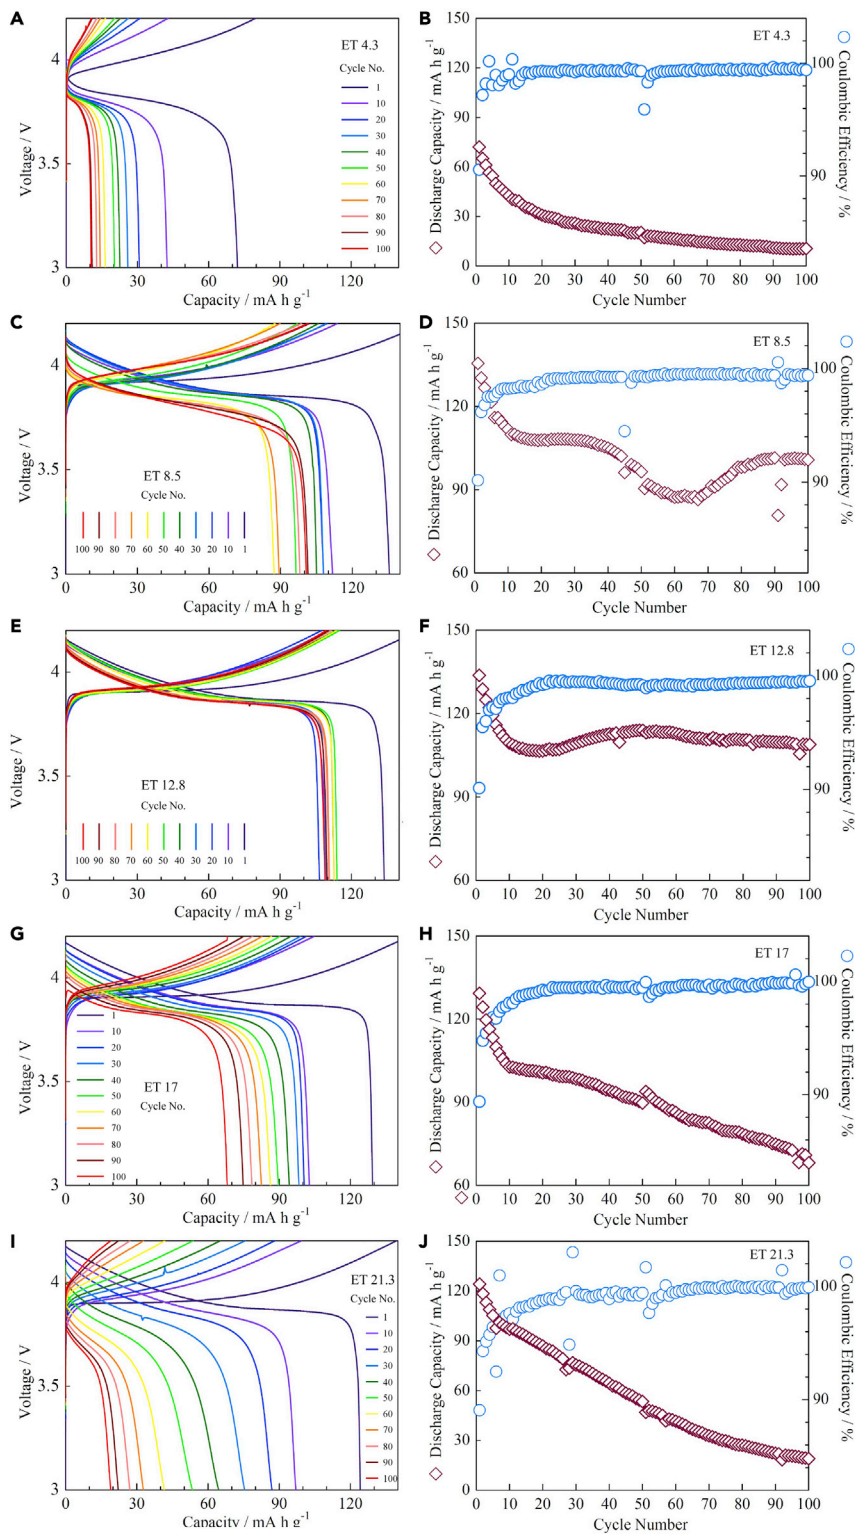 A
4
3.5
3
Voltage / V
ET 4.3
Cycle No.
1
10
20
30
40
50
60
70
80
90
100
0 30 60 90 120
Capacity / mA h g-1
B
150
120
90
60
30
0
◇ Discharge Capacity / mA h g-1
ET 4.3
100
90
○ Coulombic Efficiency / %
0 10 20 30 40 50 60 70 80 90 100
Cycle Number
C
4
3.5
3
Voltage / V
ET 8.5
Cycle No.
100 90 80 70 60 50 40 30 20 10 1
0 30 60 90 120
Capacity / mA h g-1
D
150
120
90
60
◇ Discharge Capacity / mA h g-1
ET 8.5
100
90
○ Coulombic Efficiency / %
0 10 20 30 40 50 60 70 80 90 100
Cycle Number
E
4
3.5
3
Voltage / V
ET 12.8
Cycle No.
100 90 80 70 60 50 40 30 20 10 1
0 30 60 90 120
Capacity / mA h g-1
F
150
120
90
60
◇ Discharge Capacity / mA h g-1
ET 12.8
100
90
○ Coulombic Efficiency / %
0 10 20 30 40 50 60 70 80 90 100
Cycle Number
G
4
3.5
3
Voltage / V
1
10
20
30
40
50
60
70
80
90
100
ET 17
Cycle No.
0 30 60 90 120
Capacity / mA h g-1
H
150
120
90
60
◇ Discharge Capacity / mA h g-1
ET 17
100
90
○ Coulombic Efficiency / %
0 10 20 30 40 50 60 70 80 90 100
Cycle Number
I
4
3.5
3
Voltage / V
ET 21.3
Cycle No.
1
10
20
30
40
50
60
70
80
90
100
0 30 60 90 120
Capacity / mA h g-1
J
150
120
90
60
30
0
◇ Discharge Capacity / mA h g-1
ET 21.3
100
90
○ Coulombic Efficiency / %
0 10 20 30 40 50 60 70 80 90 100
Cycle Number